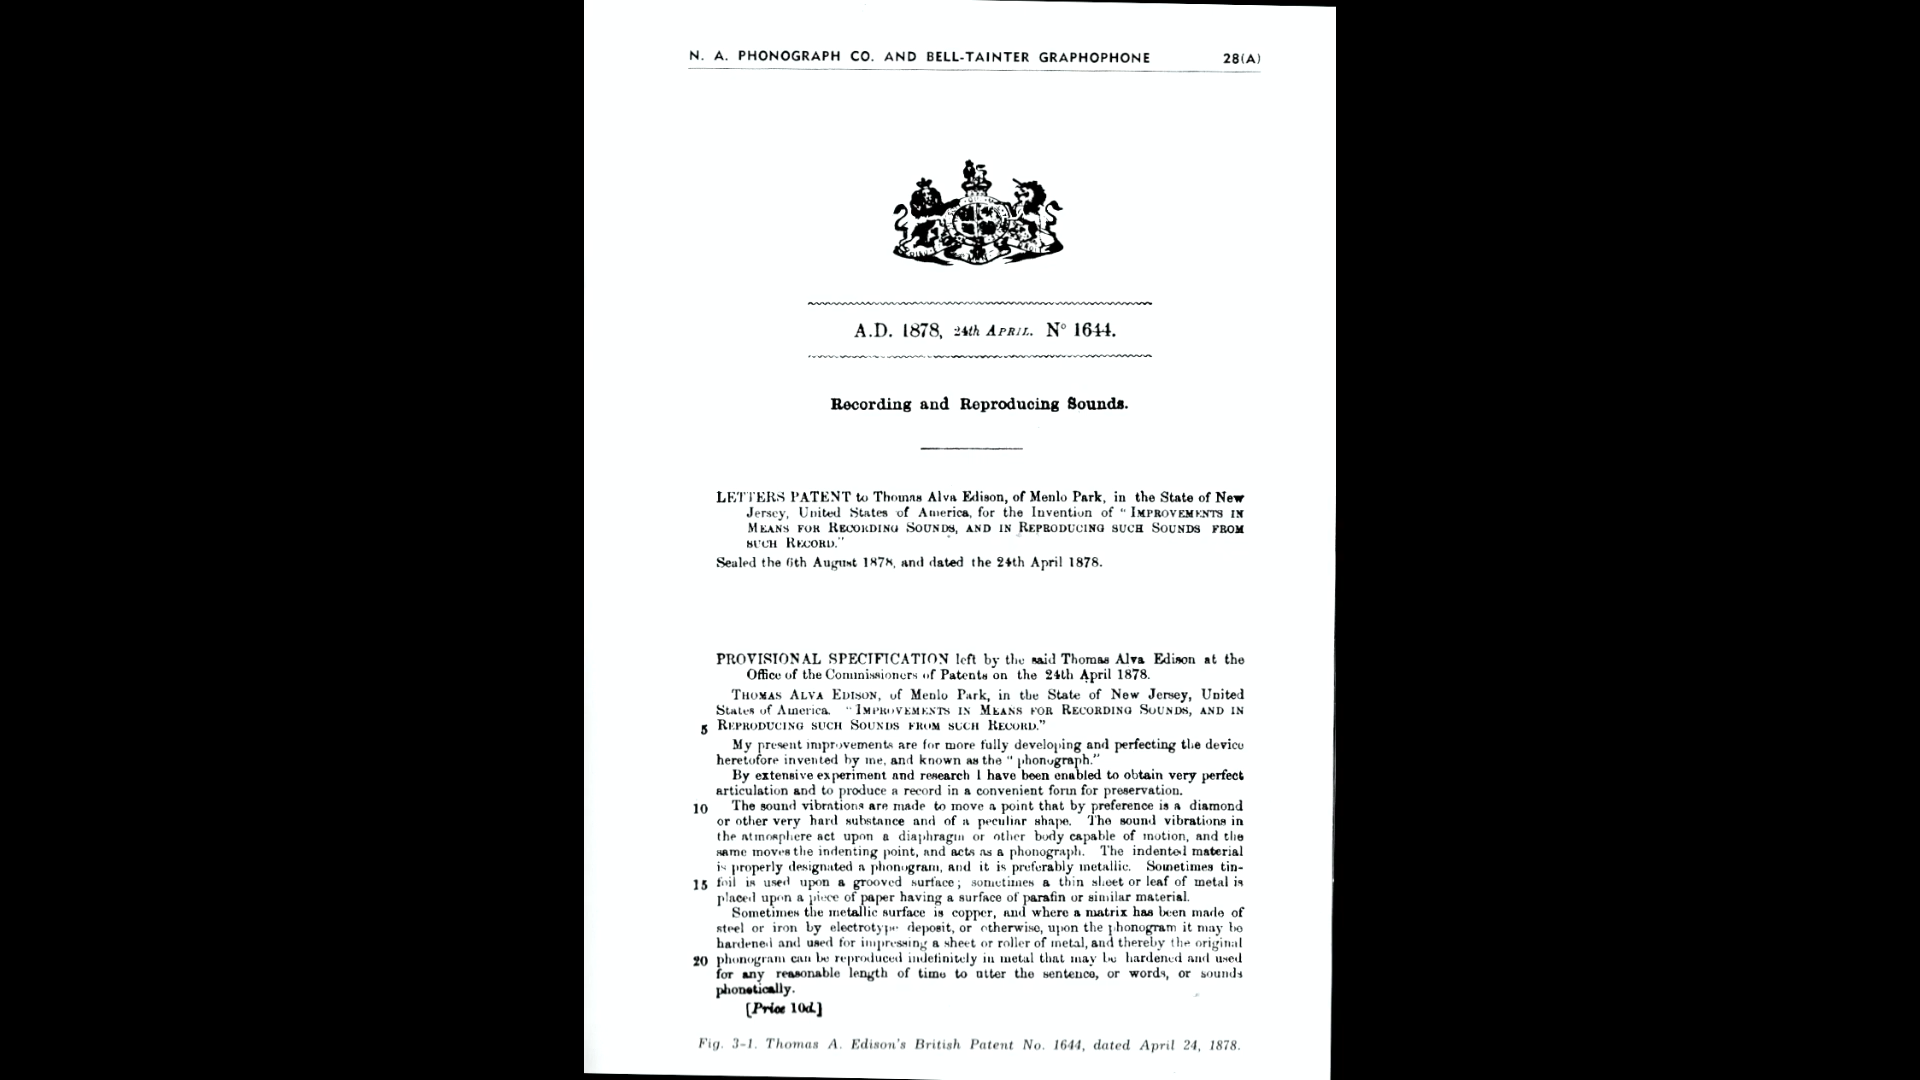 N. A. PHONOGRAPH CO. AND BELL-TAINTER GRAPHOPHONE 28(A)
A.D. 1878, 24th APRIL. N° 1644.
Recording and Reproducing Sounds.
LETTERS PATENT to Thomas Alva Edison, of Menlo Park, in the State of New
Jersey, United States of America, for the Invention of "IMPROVEMENTS IN
MEANS FOR RECORDING SOUNDS, AND IN REPRODUCING SUCH SOUNDS FROM
SUCH RECORD."
Sealed the 6th August 1878, and dated the 24th April 1878.
PROVISIONAL SPECIFICATION left by the said Thomas Alva Edison at the
Office of the Commissioners of Patents on the 24th April 1878.
THOMAS ALVA EDISON, of Menlo Park, in the State of New Jersey, United
States of America. "IMPROVEMENTS IN MEANS FOR RECORDING SOUNDS, AND IN
5 REPRODUCING SUCH SOUNDS FROM SUCH RECORD."
My present improvements are for more fully developing and perfecting the device
heretofore invented by me, and known as the "phonograph."
By extensive experiment and research I have been enabled to obtain very perfect
articulation and to produce a record in a convenient form for preservation.
10 The sound vibrations are made to move a point that by preference is a diamond
or other very hard substance and of a peculiar shape. The sound vibrations in
the atmosphere act upon a diaphragm or other body capable of motion, and the
same moves the indenting point, and acts as a phonograph. The indented material
is properly designated a phonogram, and it is preferably metallic. Sometimes tin-
15 foil is used upon a grooved surface; sometimes a thin sheet or leaf of metal is
placed upon a piece of paper having a surface of parafin or similar material.
Sometimes the metallic surface is copper, and where a matrix has been made of
steel or iron by electrotype deposit, or otherwise, upon the phonogram it may be
hardened and used for impressing a sheet or roller of metal, and thereby the original
20 phonogram can be reproduced indefinitely in metal that may be hardened and used
for any reasonable length of time to utter the sentence, or words, or sounds
phonetically.
[Price 10d.]
Fig. 3-1. Thomas A. Edison's British Patent No. 1644, dated April 24, 1878.